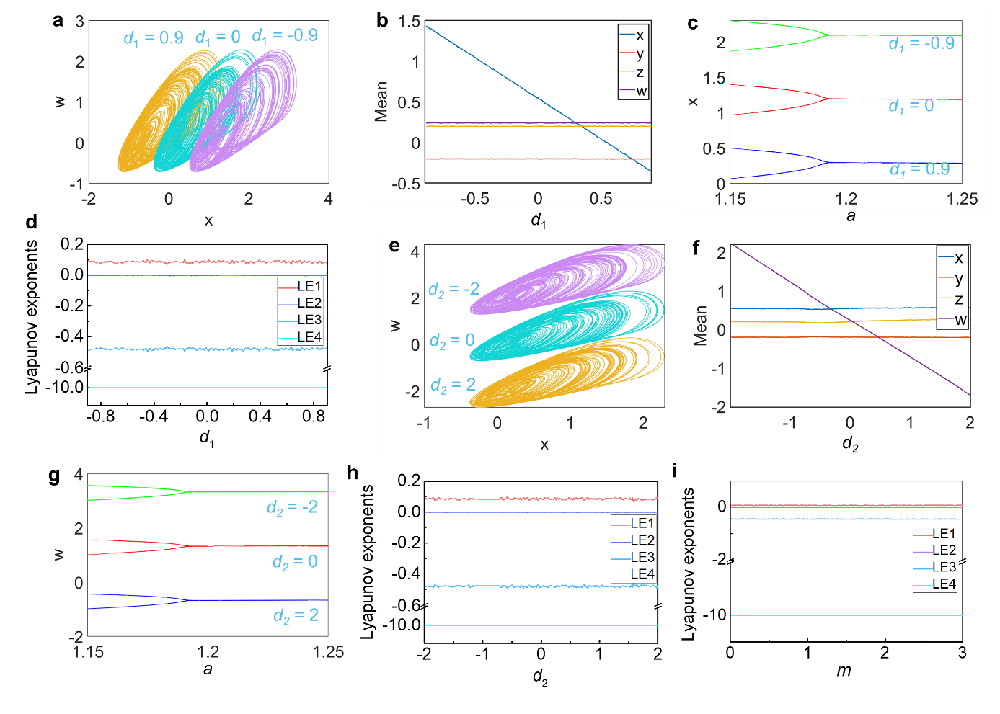 a
3
2
1
0
-1
w
d1 = 0.9 d1 = 0 d1 = -0.9
-2 0 2 4
x
b
1.5
1
0.5
0
-0.5
Mean
x
y
z
w
-0.5 0 0.5
d1
c
2
1.5
1
0.5
0
x
d1 = -0.9
d1 = 0
d1 = 0.9
1.15 1.2 1.25
a
d
0.2
0.0
-0.2
-0.4
-0.6
-10.0
Lyapunov exponents
LE1
LE2
LE3
LE4
-0.8 -0.4 0.0 0.4 0.8
d1
e
4
2
0
-2
w
d2 = -2
d2 = 0
d2 = 2
-1 0 1 2
x
f
2
1
0
-1
-2
Mean
x
y
z
w
-1 0 1 2
d2
g
4
2
0
-2
w
d2 = -2
d2 = 0
d2 = 2
1.15 1.2 1.25
a
h
0.2
0.0
-0.2
-0.4
-0.6
-10.0
Lyapunov exponents
LE1
LE2
LE3
LE4
-2 -1 0 1 2
d2
i
0
-2
-10
Lyapunov exponents
LE1
LE2
LE3
LE4
0 1 2 3
m